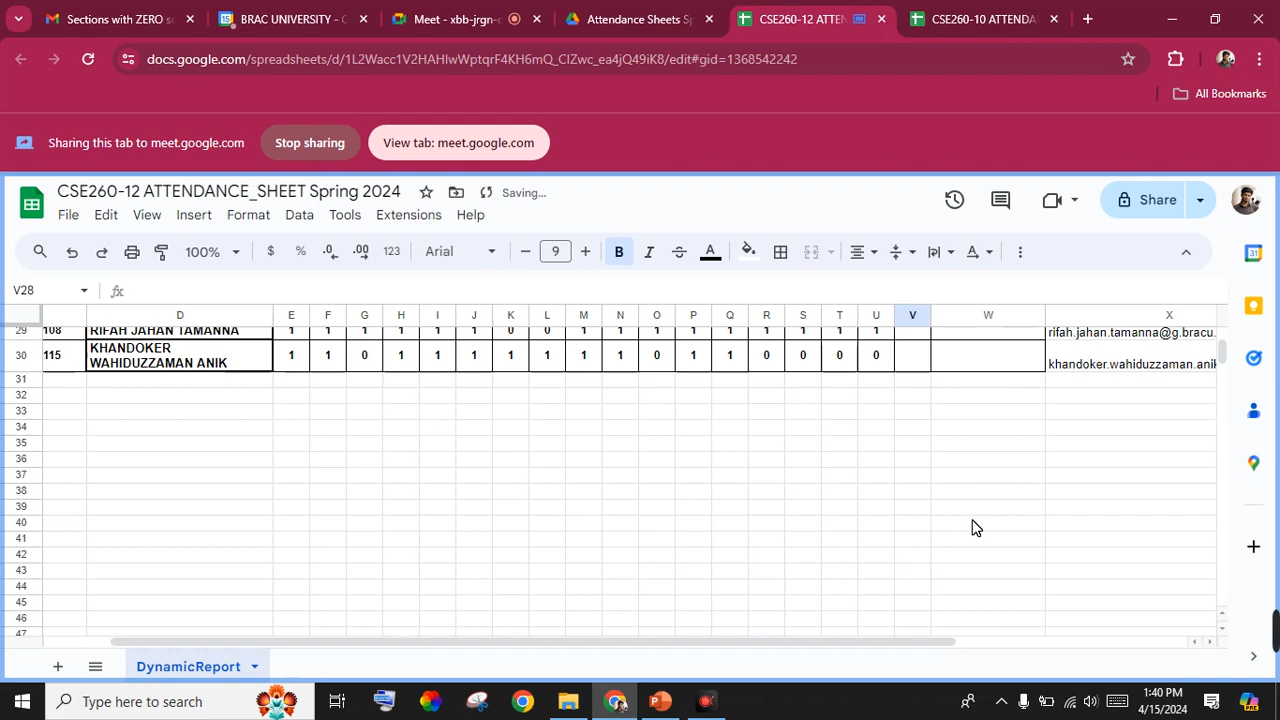 Sections with ZERO s
BRAC UNIVERSITY - C
Meet - xbb-jrgn-c
Attendance Sheets Sp
CSE260-12 ATTEN
CSE260-10 ATTENDA
docs.google.com/spreadsheets/d/1L2Wacc1V2HAHlwWptqrF4KH6mQ_ClZwc_ea4jQ49iK8/edit#gid=1368542242
All Bookmarks
Sharing this tab to meet.google.com
Stop sharing
View tab: meet.google.com
CSE260-12 ATTENDANCE_SHEET Spring 2024
Saving...
File Edit View Insert Format Data Tools Extensions Help
Share
100% $ % .0 .00 123 Arial − 9 + B I S A
V28 fx
D E F G H I J K L M N O P Q R S T U V W X
29 108 RIFAH JAHAN TAMANNA 1 1 1 1 1 1 0 0 1 1 1 1 1 1 1 1 1 rifah.jahan.tamanna@g.bracu.
30 115 KHANDOKER WAHIDUZZAMAN ANIK 1 1 0 1 1 1 1 1 1 1 0 1 1 0 0 0 0 khandoker.wahiduzzaman.anik
31
32
33
34
35
36
37
38
39
40
41
42
43
44
45
46
47
DynamicReport
Type here to search
1:40 PM
4/15/2024
PRE